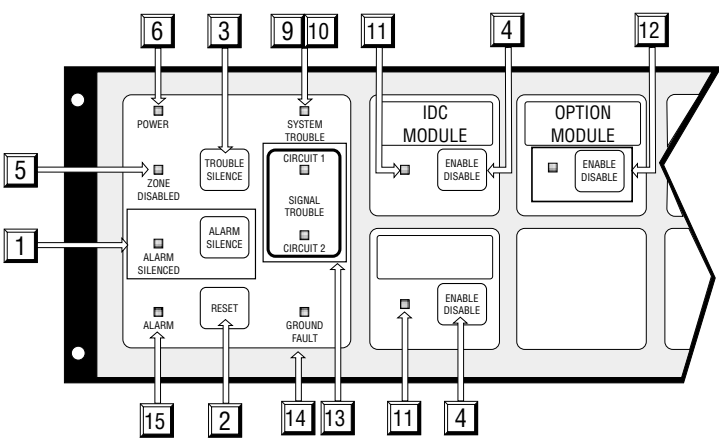 6
3
9
10
11
4
12
POWER
SYSTEM
TROUBLE
IDC
MODULE
OPTION
MODULE
5
ZONE
DISABLED
TROUBLE
SILENCE
CIRCUIT 1
SIGNAL
TROUBLE
CIRCUIT 2
ENABLE
DISABLE
ENABLE
DISABLE
1
ALARM
SILENCED
ALARM
SILENCE
ALARM
RESET
GROUND
FAULT
ENABLE
DISABLE
15
2
14
13
11
4